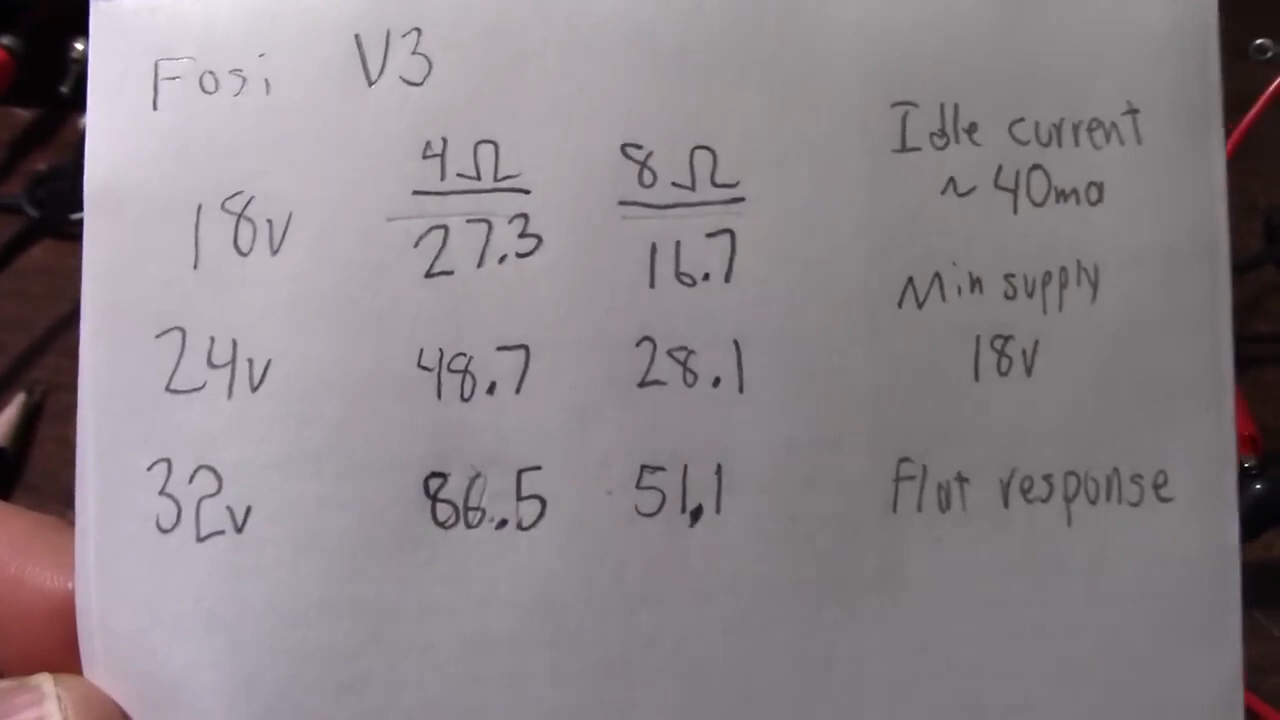 Fosi V3
4Ω 8Ω
18v 27.3 16.7
24v 48.7 28.1
32v 86.5 51.1
Idle current
~ 40ma
Min supply
18v
Flat response